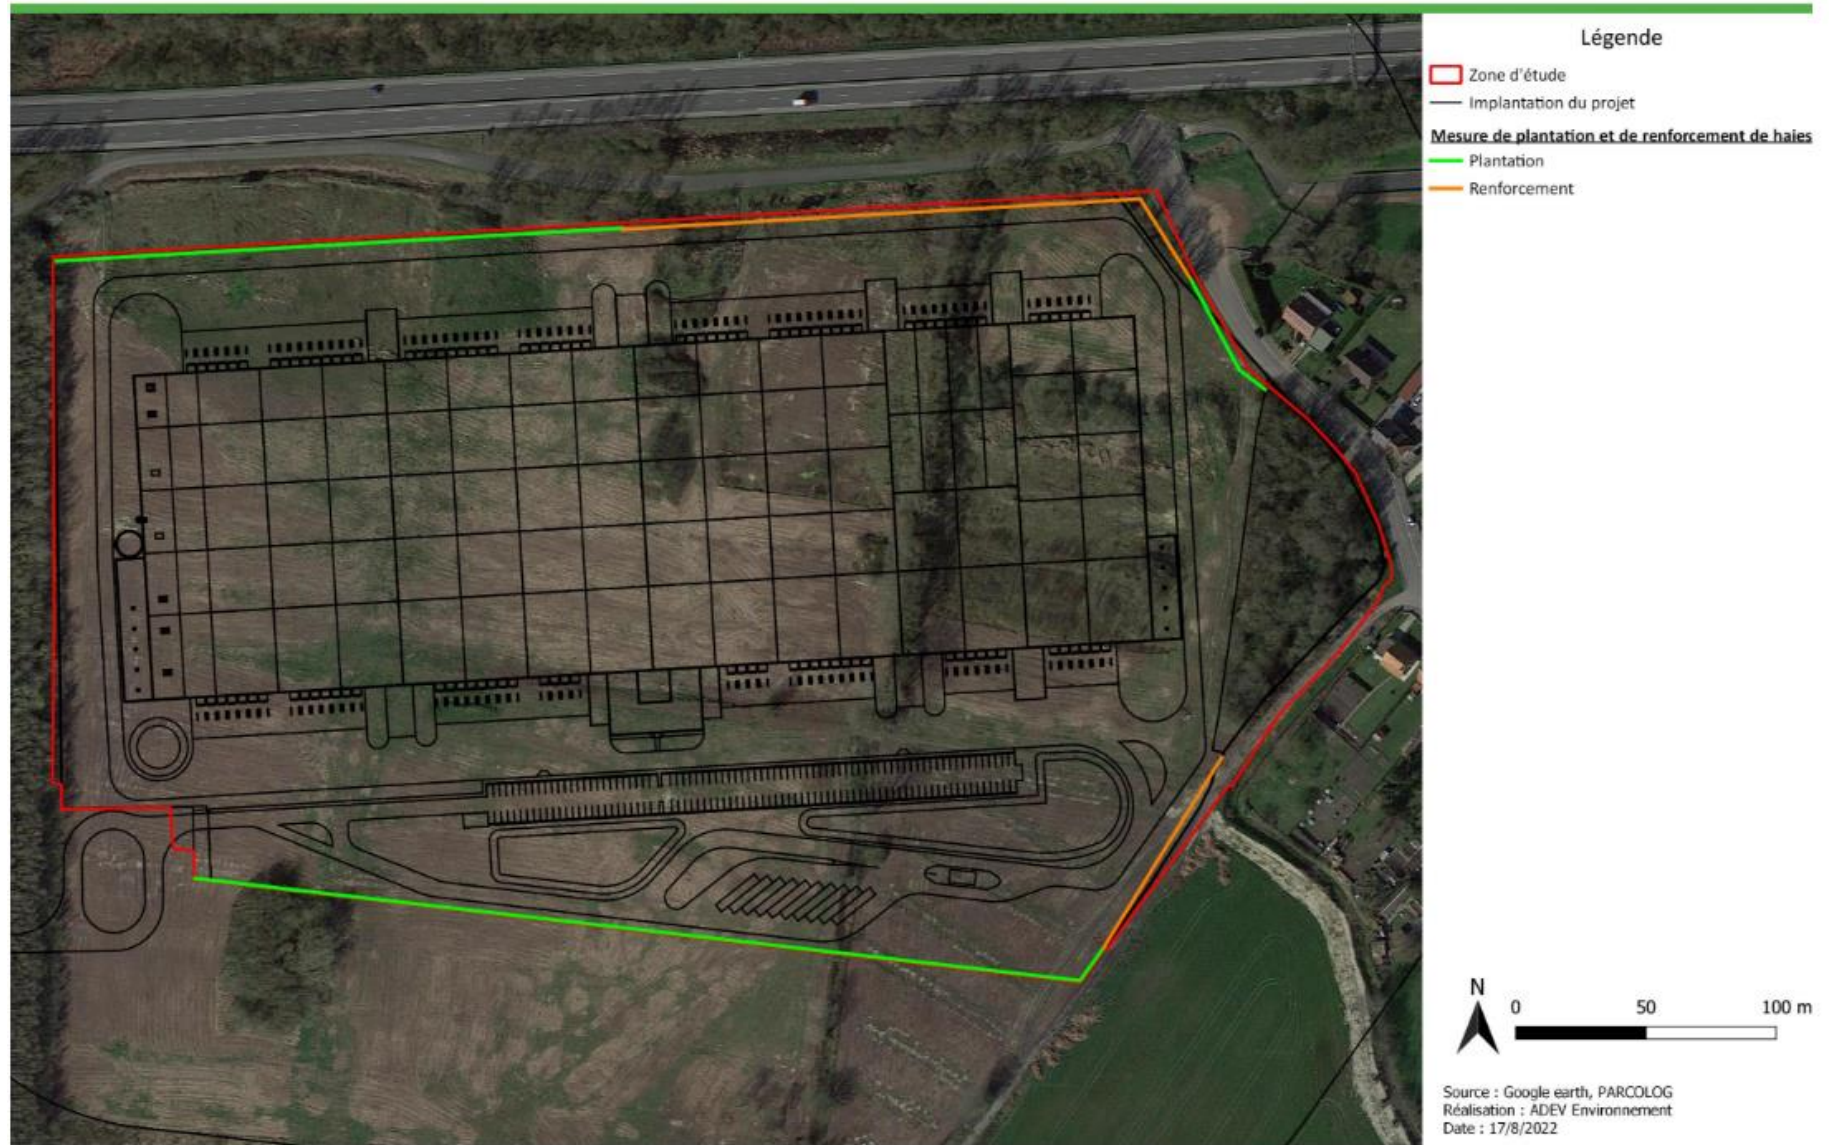 Légende
Zone d'étude
Implantation du projet
Mesure de plantation et de renforcement de haies
Plantation
Renforcement
N
0 50 100 m
Source : Google earth, PARCOLOG
Réalisation : ADEV Environnement
Date : 17/8/2022